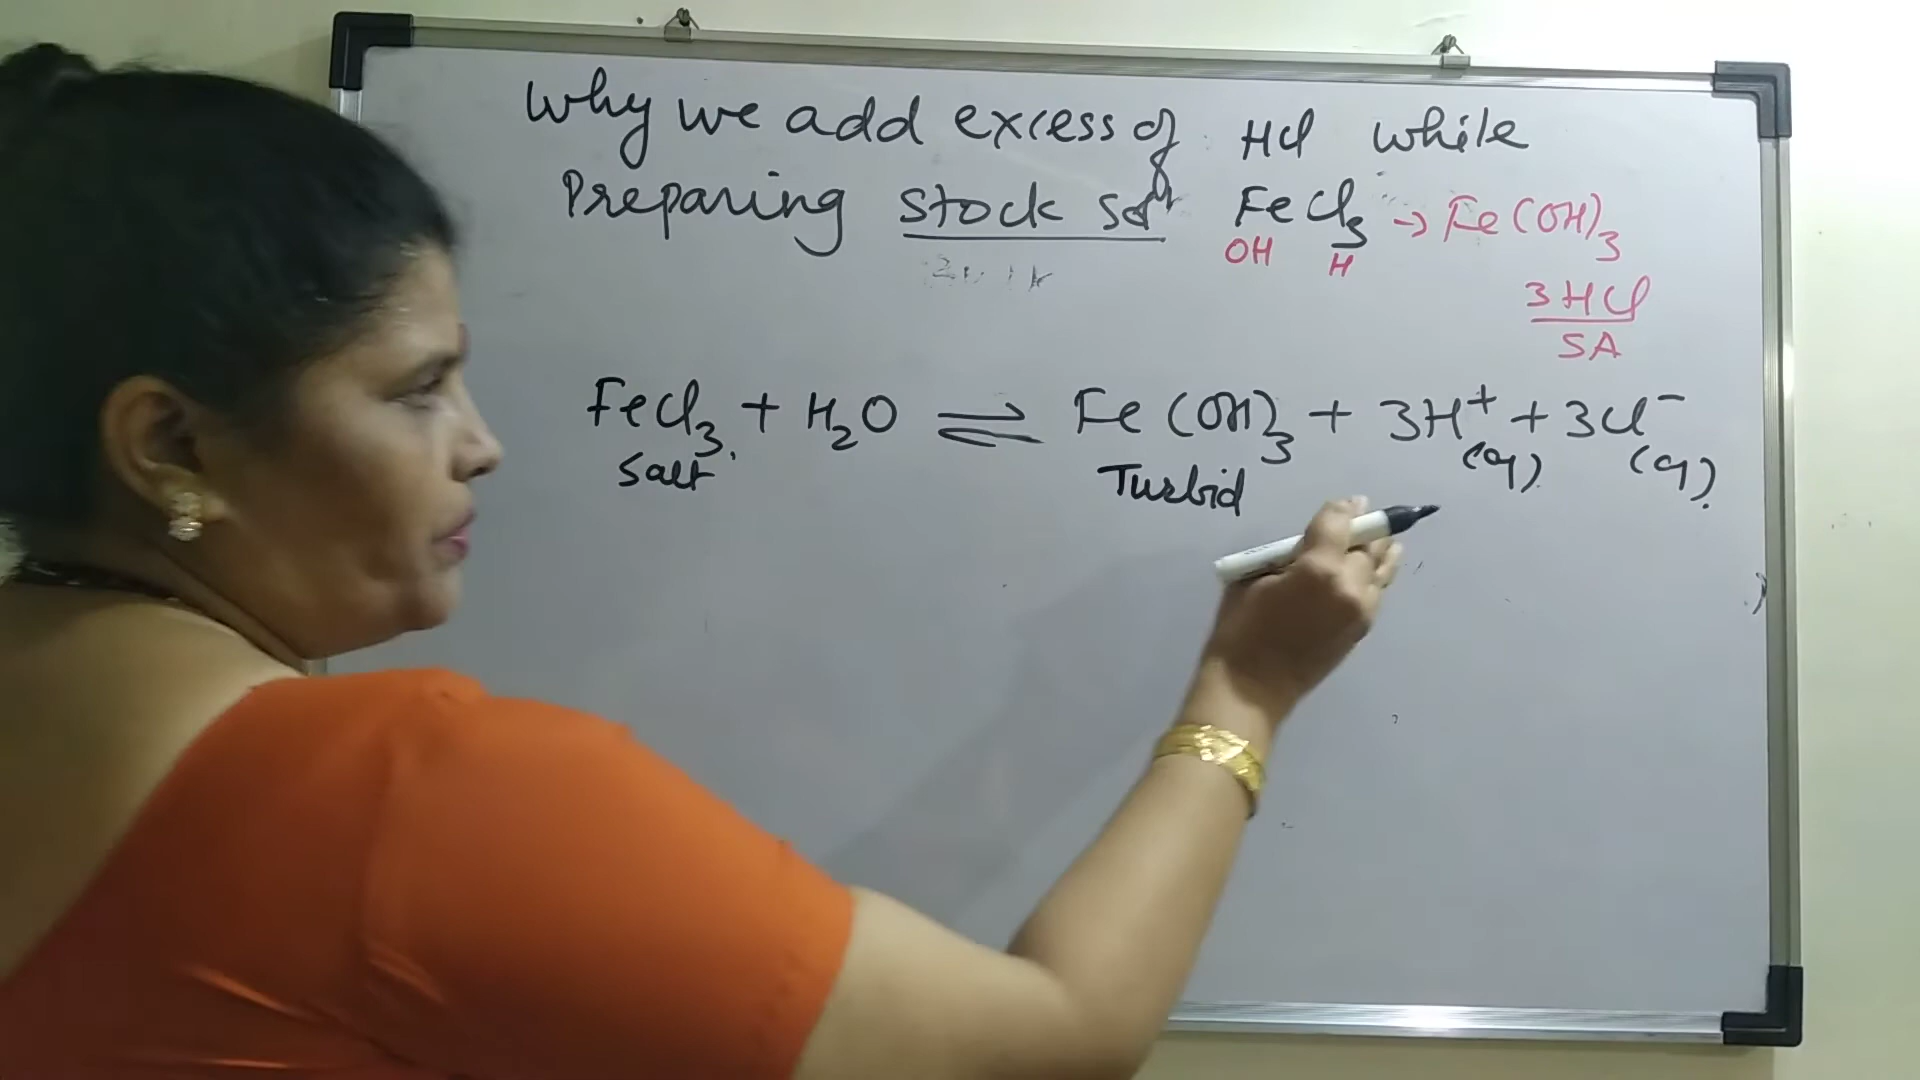 Why we add excess of HCl while
Preparing stock soln FeCl3 → Fe(OH)3
OH H
3HCl
SA
FeCl3 + H2O ⇌ Fe(OH)3 + 3H+ + 3Cl-
(aq) (aq)
Salt Turbid